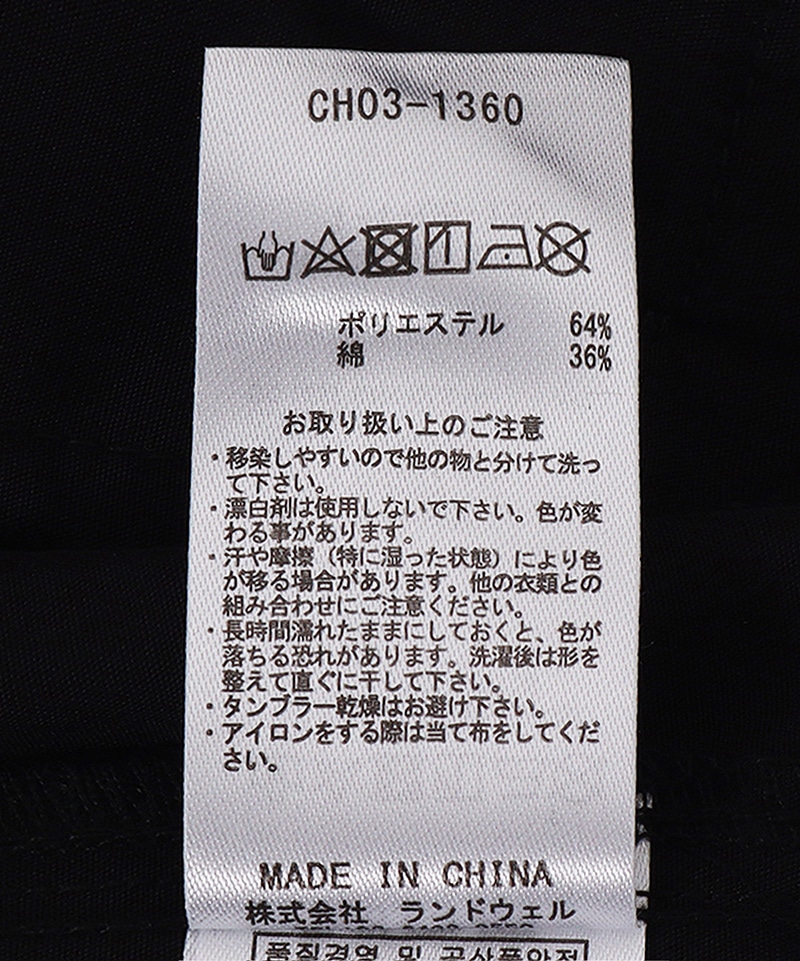 CH03-1360
ポリエステル 64%
綿 36%
お取り扱い上のご注意
・移染しやすいので他の物と分けて洗っ
て下さい。
・漂白剤は使用しないで下さい。色が変
わる事があります。
・汗や摩擦（特に湿った状態）により色
が移る場合があります。他の衣類との
組み合わせにご注意ください。
・長時間濡れたままにしておくと、色が
落ちる恐れがあります。洗濯後は形を
整えて直ぐに干して下さい。
・タンブラー乾燥はお避け下さい。
・アイロンをする際は当て布をしてくだ
さい。
MADE IN CHINA
株式会社 ランドウェル
품질경영 및 공산품안전